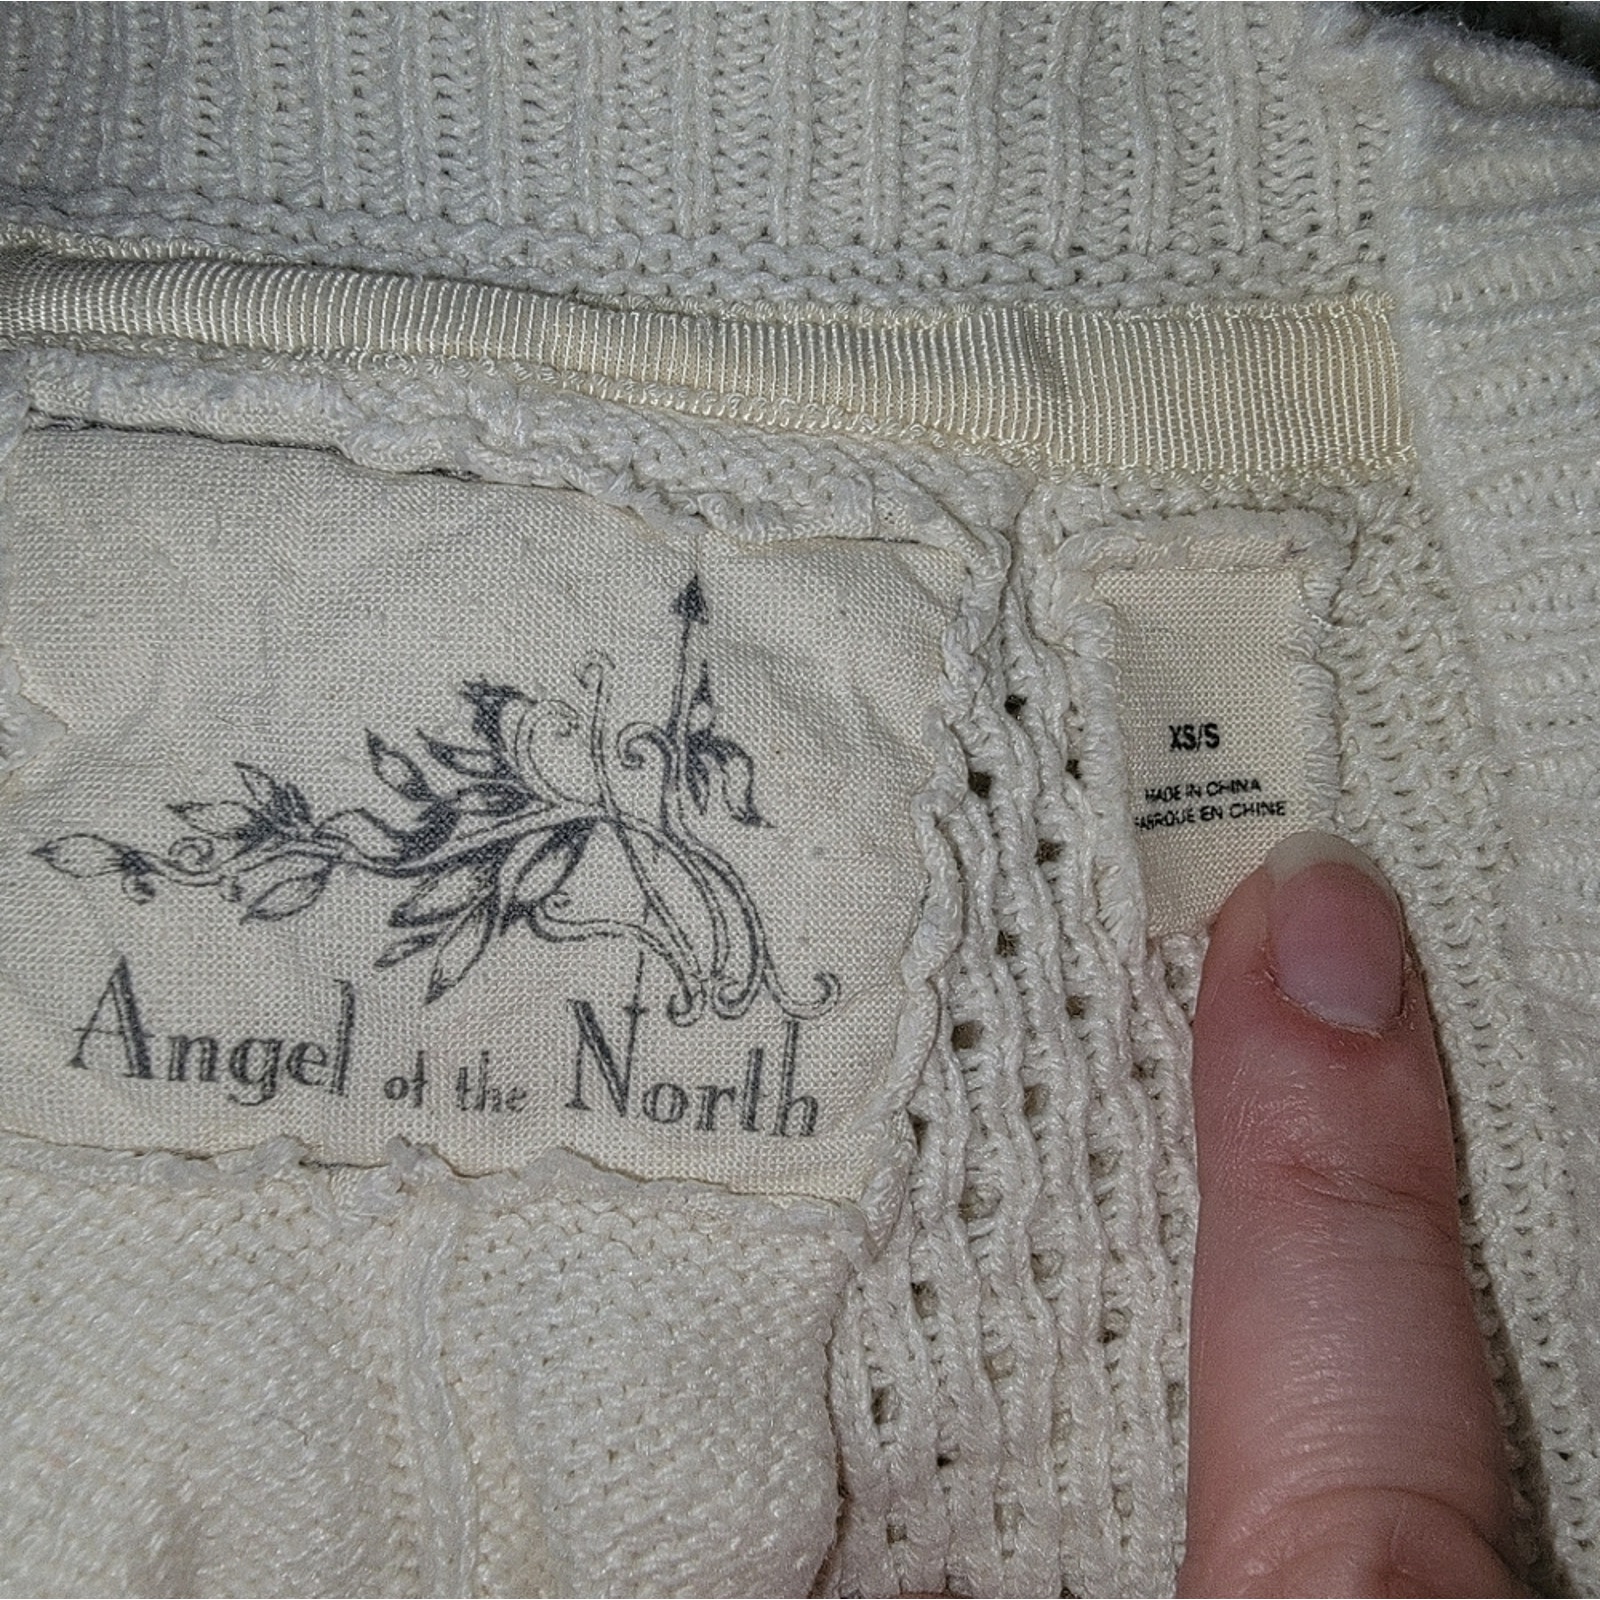 Angel of the North
XS/S
MADE IN CHINA
FABRIQUE EN CHINE